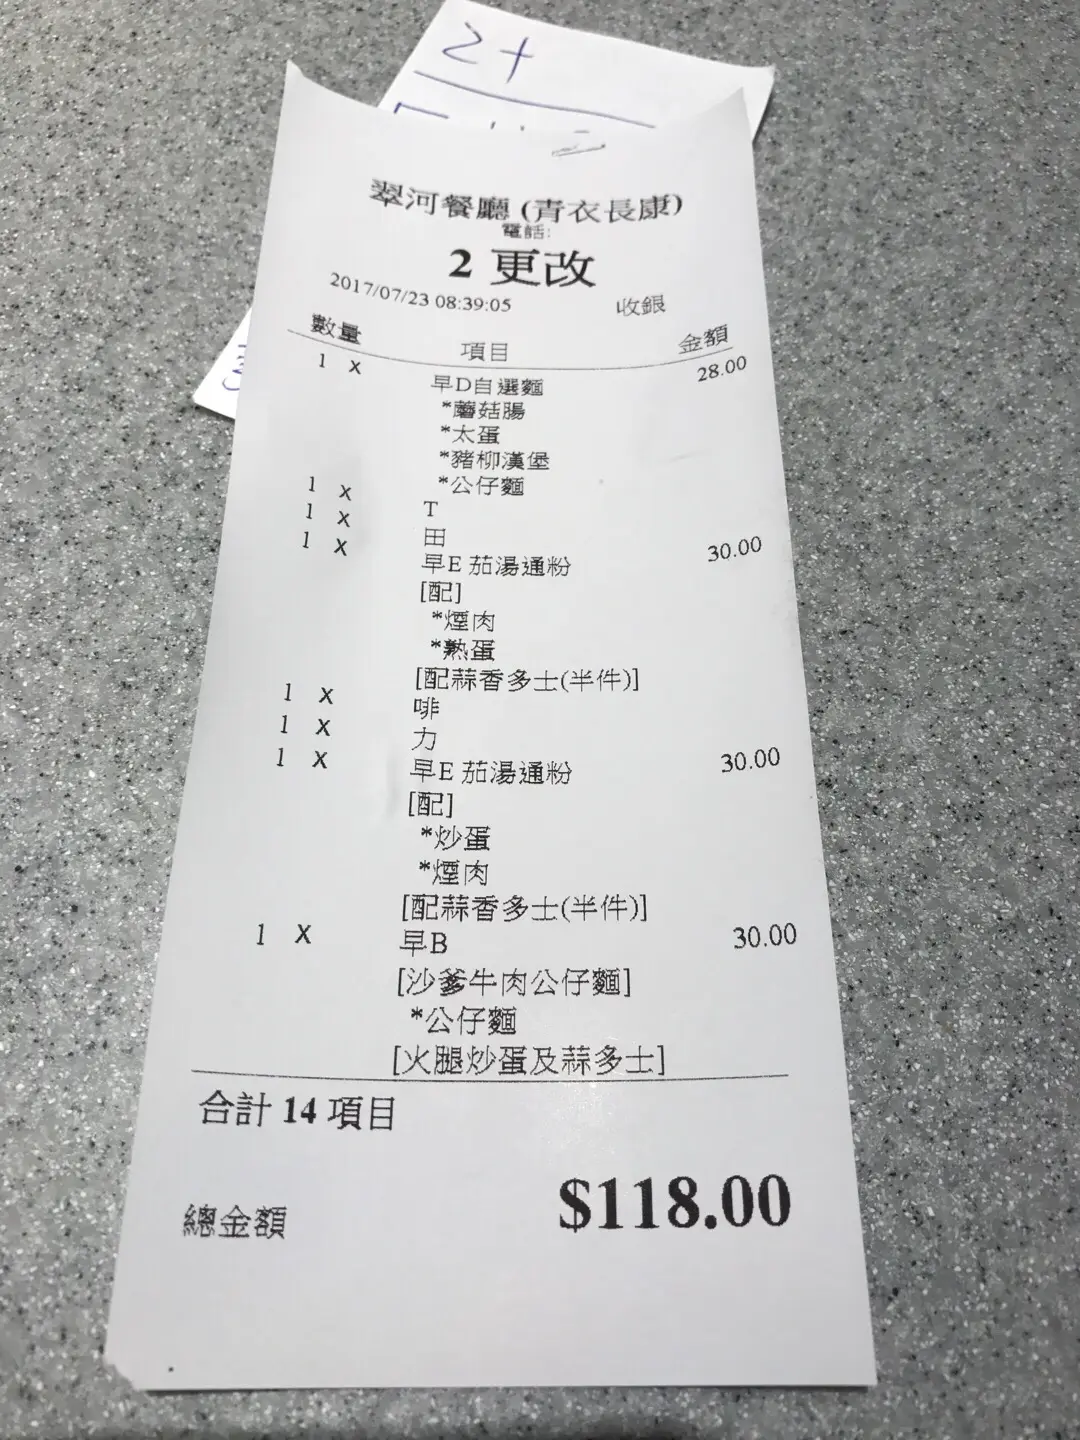 2+
翠河餐廳 (青衣長康)
電話:
2 更改
2017/07/23 08:39:05 收銀
數量 項目 金額
1 x 早D自選麵 28.00
*蘑菇腸
*太蛋
*豬柳漢堡
*公仔麵
1 x T
1 x 田
1 x 早E 茄湯通粉 30.00
[配]
*煙肉
*熟蛋
[配蒜香多士(半件)]
1 x 啡
1 x 力
1 x 早E 茄湯通粉 30.00
[配]
*炒蛋
*煙肉
[配蒜香多士(半件)]
1 x 早B 30.00
[沙爹牛肉公仔麵]
*公仔麵
[火腿炒蛋及蒜多士]
合計 14 項目
總金額 $118.00